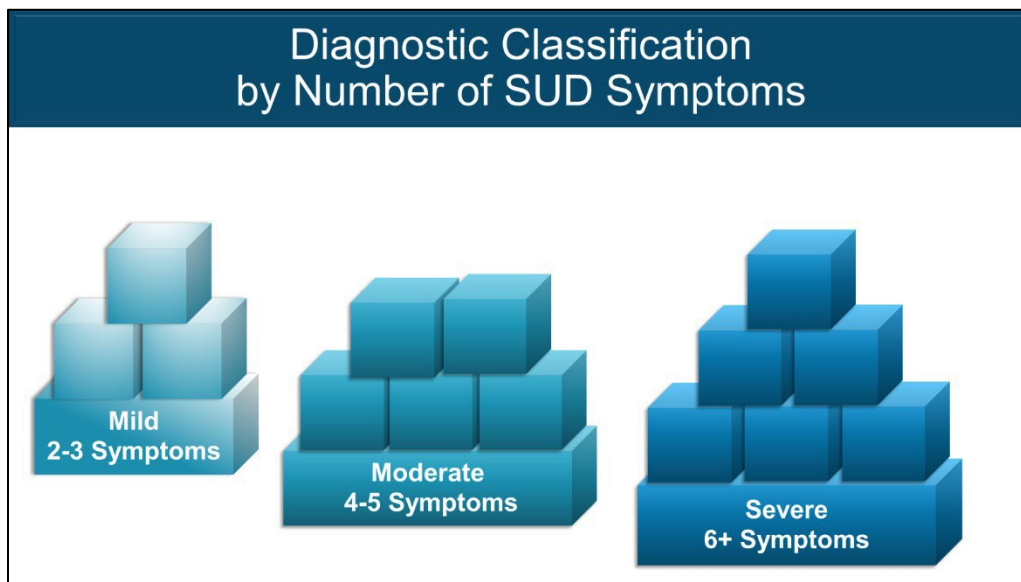 Diagnostic Classification
by Number of SUD Symptoms
Mild
2-3 Symptoms
Moderate
4-5 Symptoms
Severe
6+ Symptoms